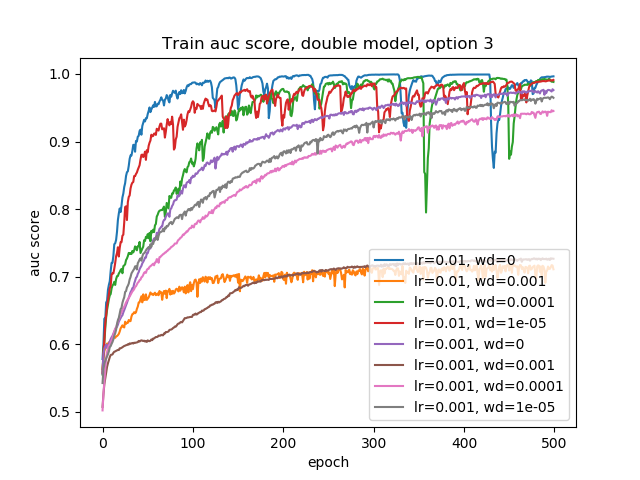 Train auc score, double model, option 3
auc score
1.0
0.9
0.8
0.7
0.6
0.5
lr=0.01, wd=0
lr=0.01, wd=0.001
lr=0.01, wd=0.0001
lr=0.01, wd=1e-05
lr=0.001, wd=0
lr=0.001, wd=0.001
lr=0.001, wd=0.0001
lr=0.001, wd=1e-05
0 100 200 300 400 500
epoch